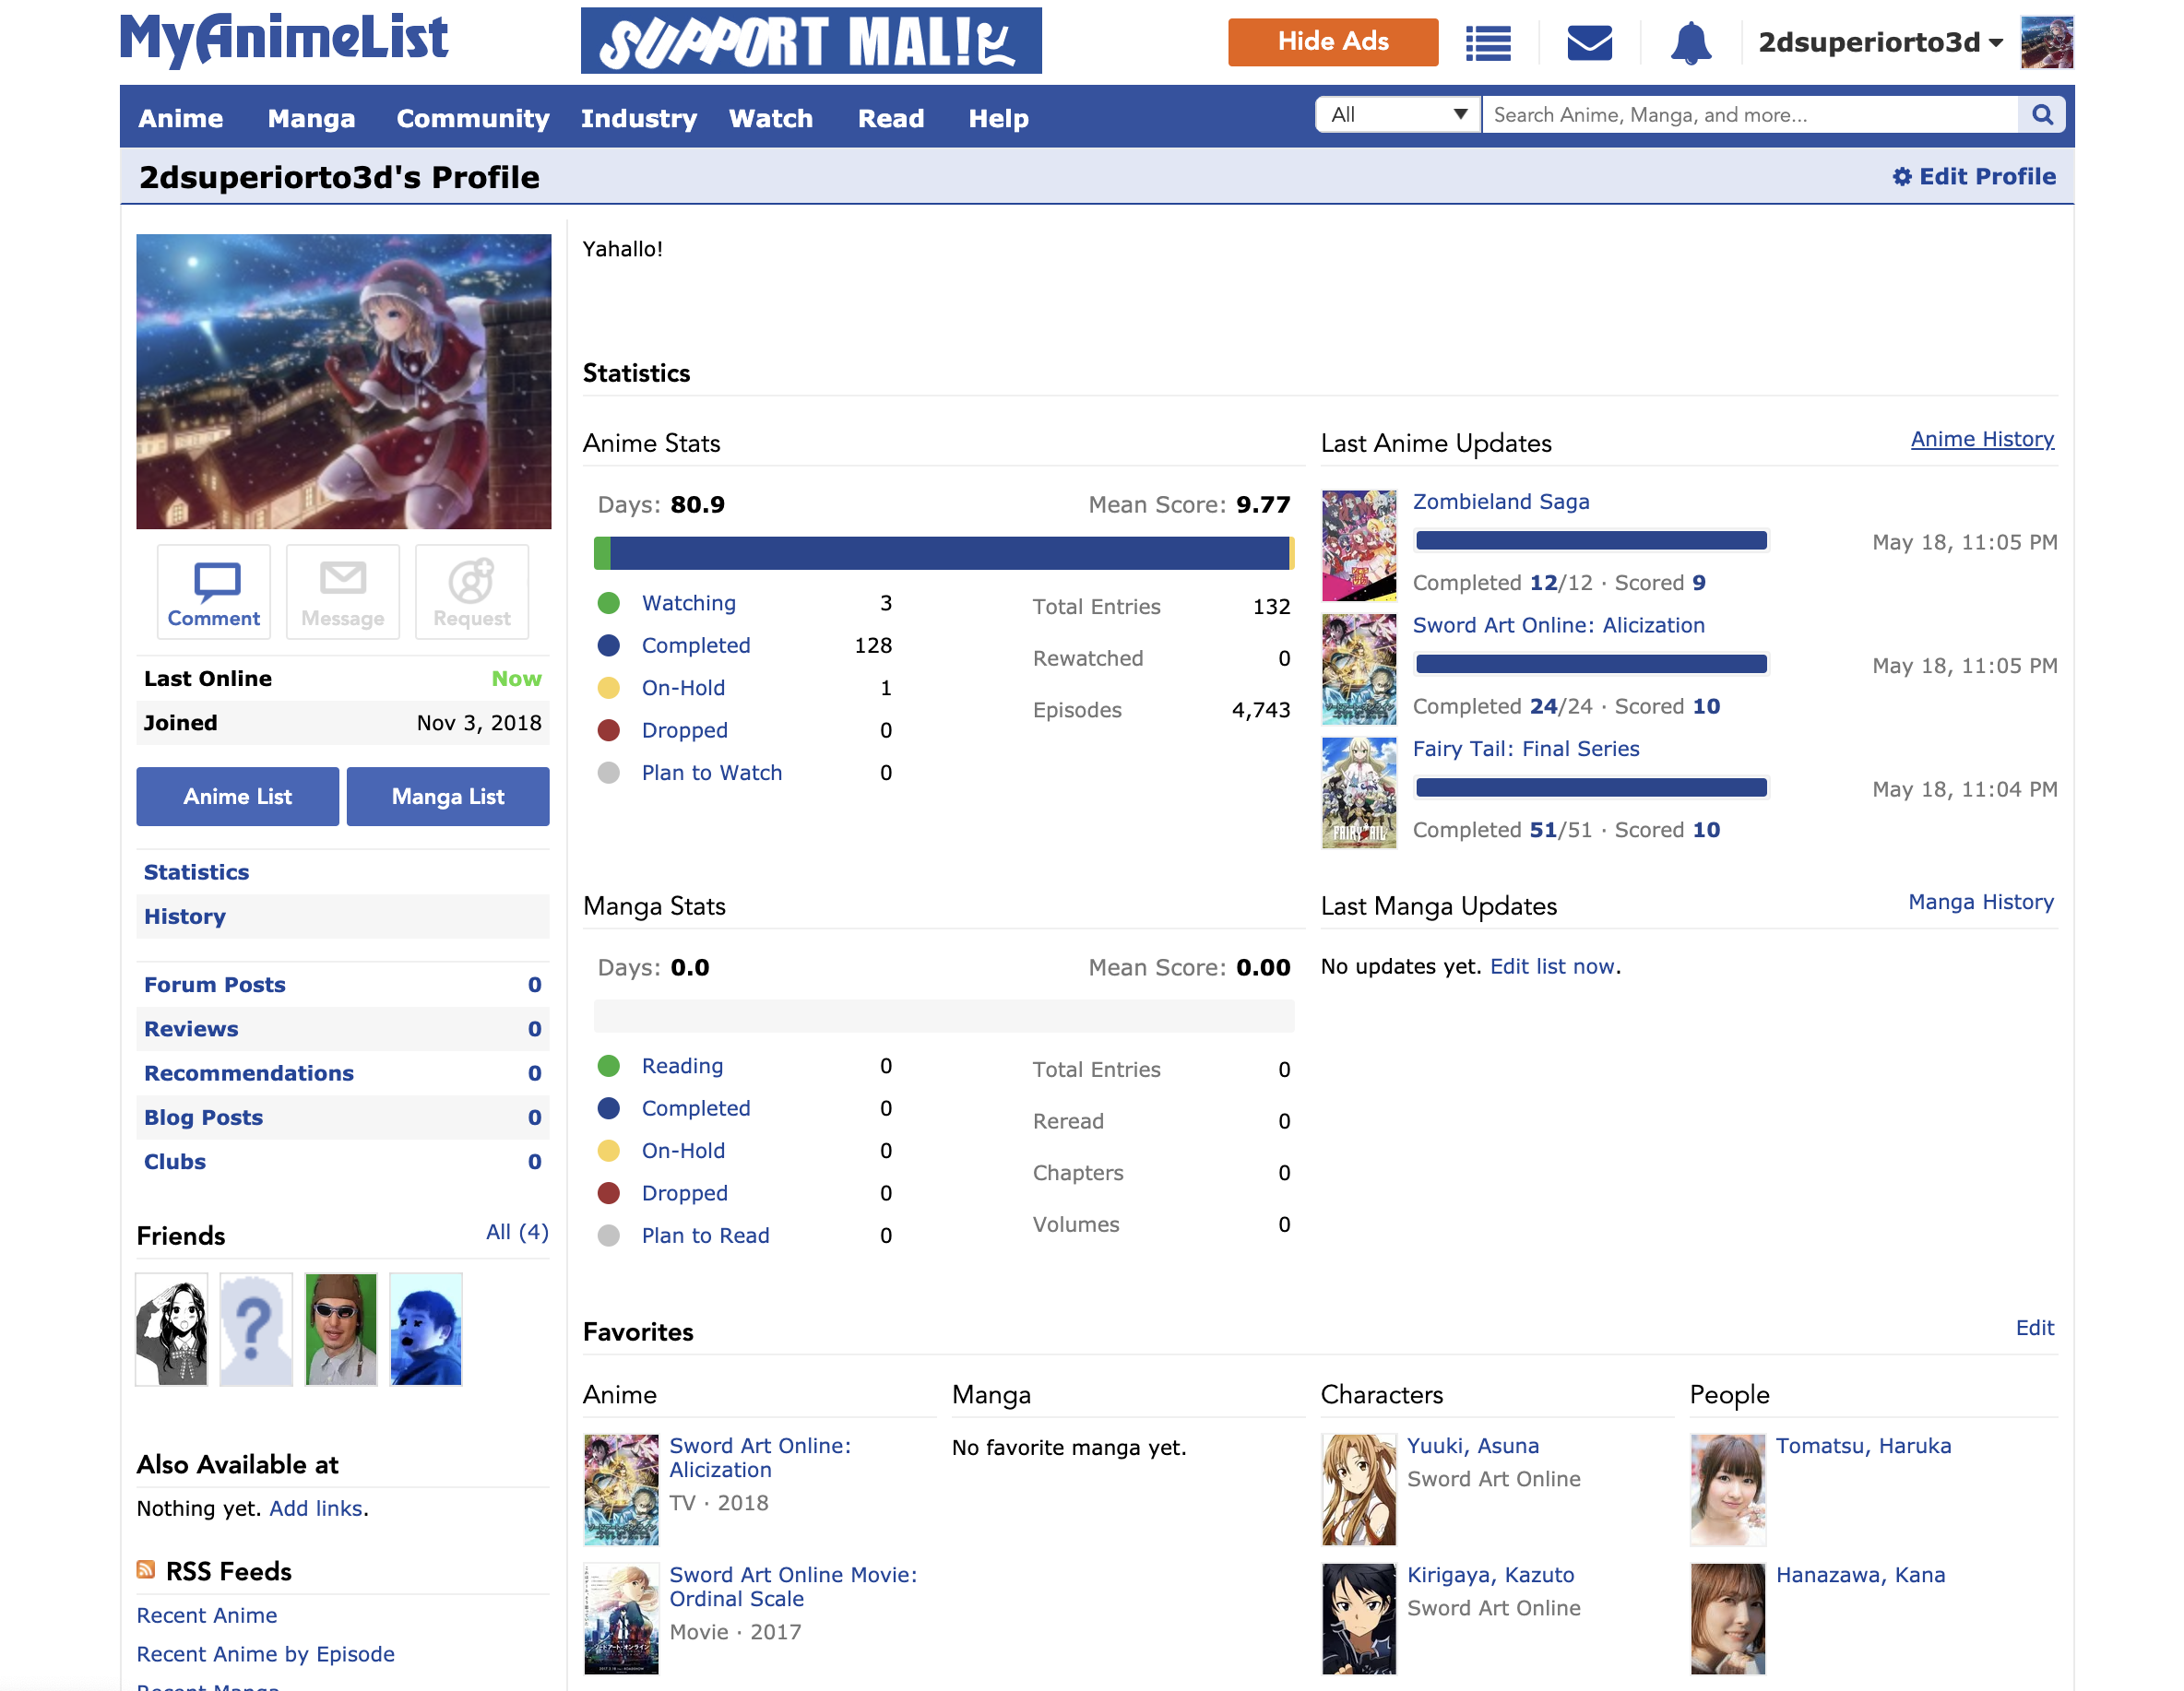 MyAnimeList
SUPPORT MAL!
Hide Ads
2dsuperiorto3d
Anime Manga Community Industry Watch Read Help
All
Search Anime, Manga, and more...
2dsuperiorto3d's Profile
Edit Profile
Yahallo!
Comment
Message
Request
Last Online Now
Joined Nov 3, 2018
Anime List
Manga List
Statistics
History
Forum Posts 0
Reviews 0
Recommendations 0
Blog Posts 0
Clubs 0
Friends All (4)
?
Also Available at
Nothing yet. Add links.
RSS Feeds
Recent Anime
Recent Anime by Episode
Recent Manga
Statistics
Anime Stats
Days: 80.9 Mean Score: 9.77
Watching 3
Completed 128
On-Hold 1
Dropped 0
Plan to Watch 0
Total Entries 132
Rewatched 0
Episodes 4,743
Last Anime Updates Anime History
Zombieland Saga
May 18, 11:05 PM
Completed 12/12 · Scored 9
Sword Art Online: Alicization
May 18, 11:05 PM
Completed 24/24 · Scored 10
Fairy Tail: Final Series
May 18, 11:04 PM
Completed 51/51 · Scored 10
FAIRY TAIL
Manga Stats
Days: 0.0 Mean Score: 0.00
Reading 0
Completed 0
On-Hold 0
Dropped 0
Plan to Read 0
Total Entries 0
Reread 0
Chapters 0
Volumes 0
Last Manga Updates Manga History
No updates yet. Edit list now.
Favorites Edit
Anime
Sword Art Online:
Alicization
TV · 2018
Sword Art Online Movie:
Ordinal Scale
Movie · 2017
Manga
No favorite manga yet.
Characters
Yuuki, Asuna
Sword Art Online
Kirigaya, Kazuto
Sword Art Online
People
Tomatsu, Haruka
Hanazawa, Kana